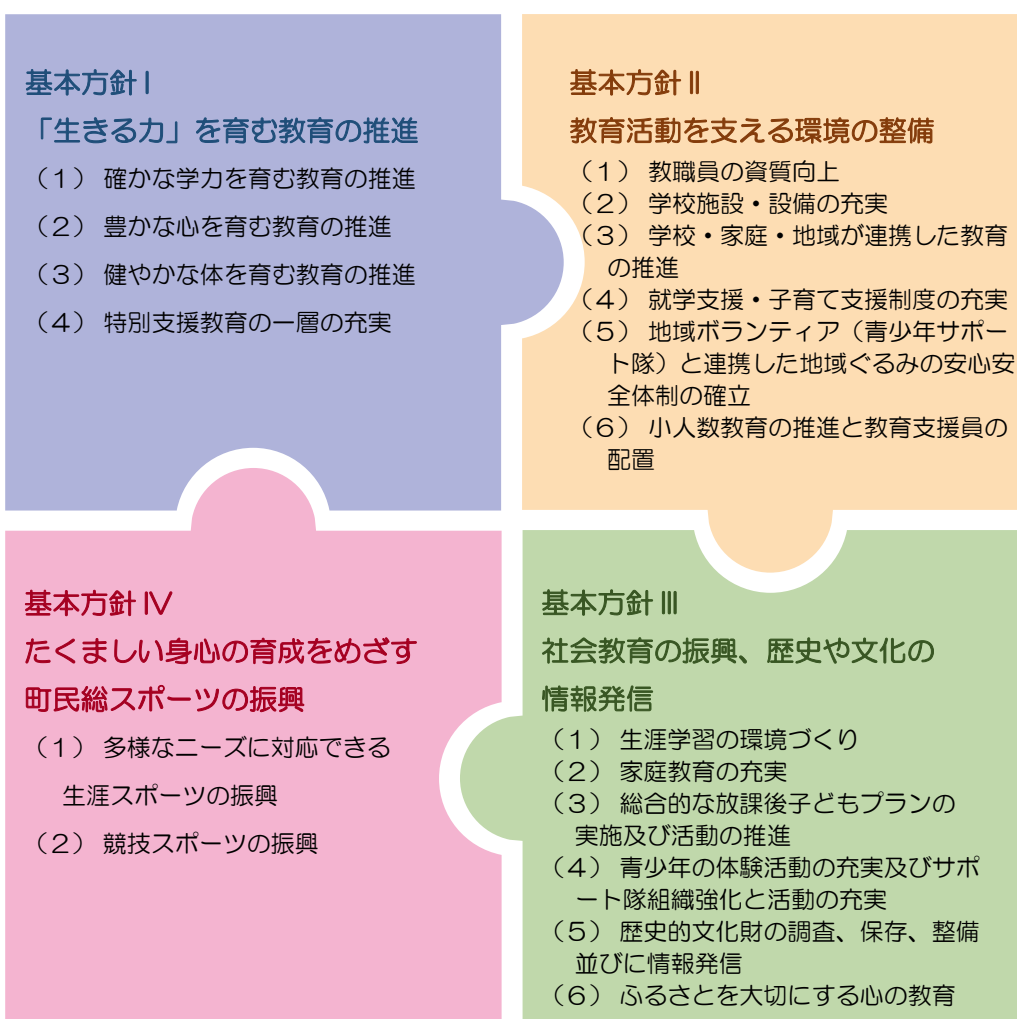 基本方針Ⅰ
「生きる力」を育む教育の推進
（1） 確かな学力を育む教育の推進
（2） 豊かな心を育む教育の推進
（3） 健やかな体を育む教育の推進
（4） 特別支援教育の一層の充実
基本方針Ⅱ
教育活動を支える環境の整備
（1） 教職員の資質向上
（2） 学校施設・設備の充実
（3） 学校・家庭・地域が連携した教育
の推進
（4） 就学支援・子育て支援制度の充実
（5） 地域ボランティア（青少年サポー
ト隊）と連携した地域ぐるみの安心安
全体制の確立
（6） 小人数教育の推進と教育支援員の
配置
基本方針Ⅲ
社会教育の振興、歴史や文化の
情報発信
（1） 生涯学習の環境づくり
（2） 家庭教育の充実
（3） 総合的な放課後子どもプランの
実施及び活動の推進
（4） 青少年の体験活動の充実及びサポ
ート隊組織強化と活動の充実
（5） 歴史的文化財の調査、保存、整備
並びに情報発信
（6） ふるさとを大切にする心の教育
基本方針Ⅳ
たくましい身心の育成をめざす
町民総スポーツの振興
（1） 多様なニーズに対応できる
生涯スポーツの振興
（2） 競技スポーツの振興